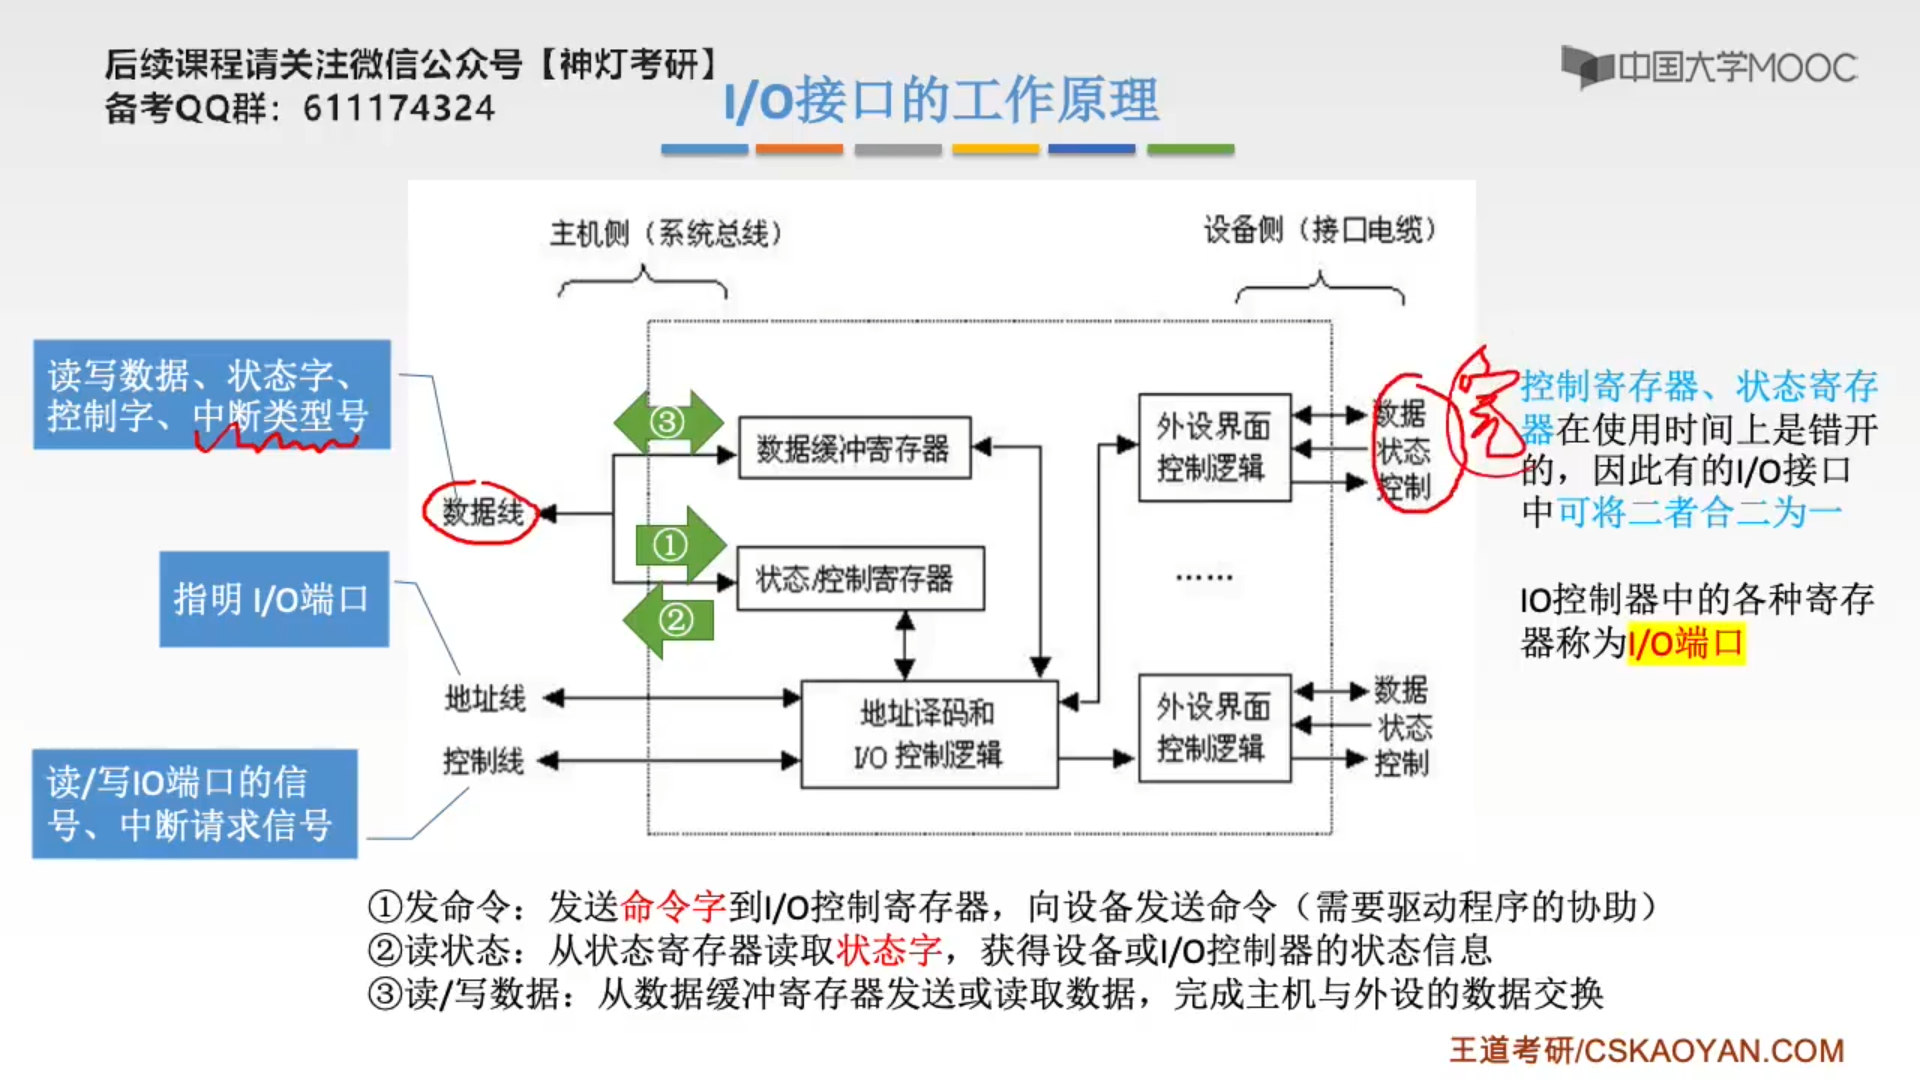 后续课程请关注微信公众号【神灯考研】
备考QQ群：611174324
I/O接口的工作原理
中国大学MOOC
主机侧（系统总线）
设备侧（接口电缆）
读写数据、状态字、
控制字、中断类型号
③
数据缓冲寄存器
外设界面
控制逻辑
数据
状态
控制
控制寄存器、状态寄存
器在使用时间上是错开
的，因此有的I/O接口
中可将二者合二为一
数据线
①
状态/控制寄存器
②
……
指明 I/O端口
IO控制器中的各种寄存
器称为I/O端口
地址线
控制线
地址译码和
I/O 控制逻辑
外设界面
控制逻辑
数据
状态
控制
读/写IO端口的信
号、中断请求信号
①发命令：发送命令字到I/O控制寄存器，向设备发送命令（需要驱动程序的协助）
②读状态：从状态寄存器读取状态字，获得设备或I/O控制器的状态信息
③读/写数据：从数据缓冲寄存器发送或读取数据，完成主机与外设的数据交换
王道考研/CSKAOYAN.COM